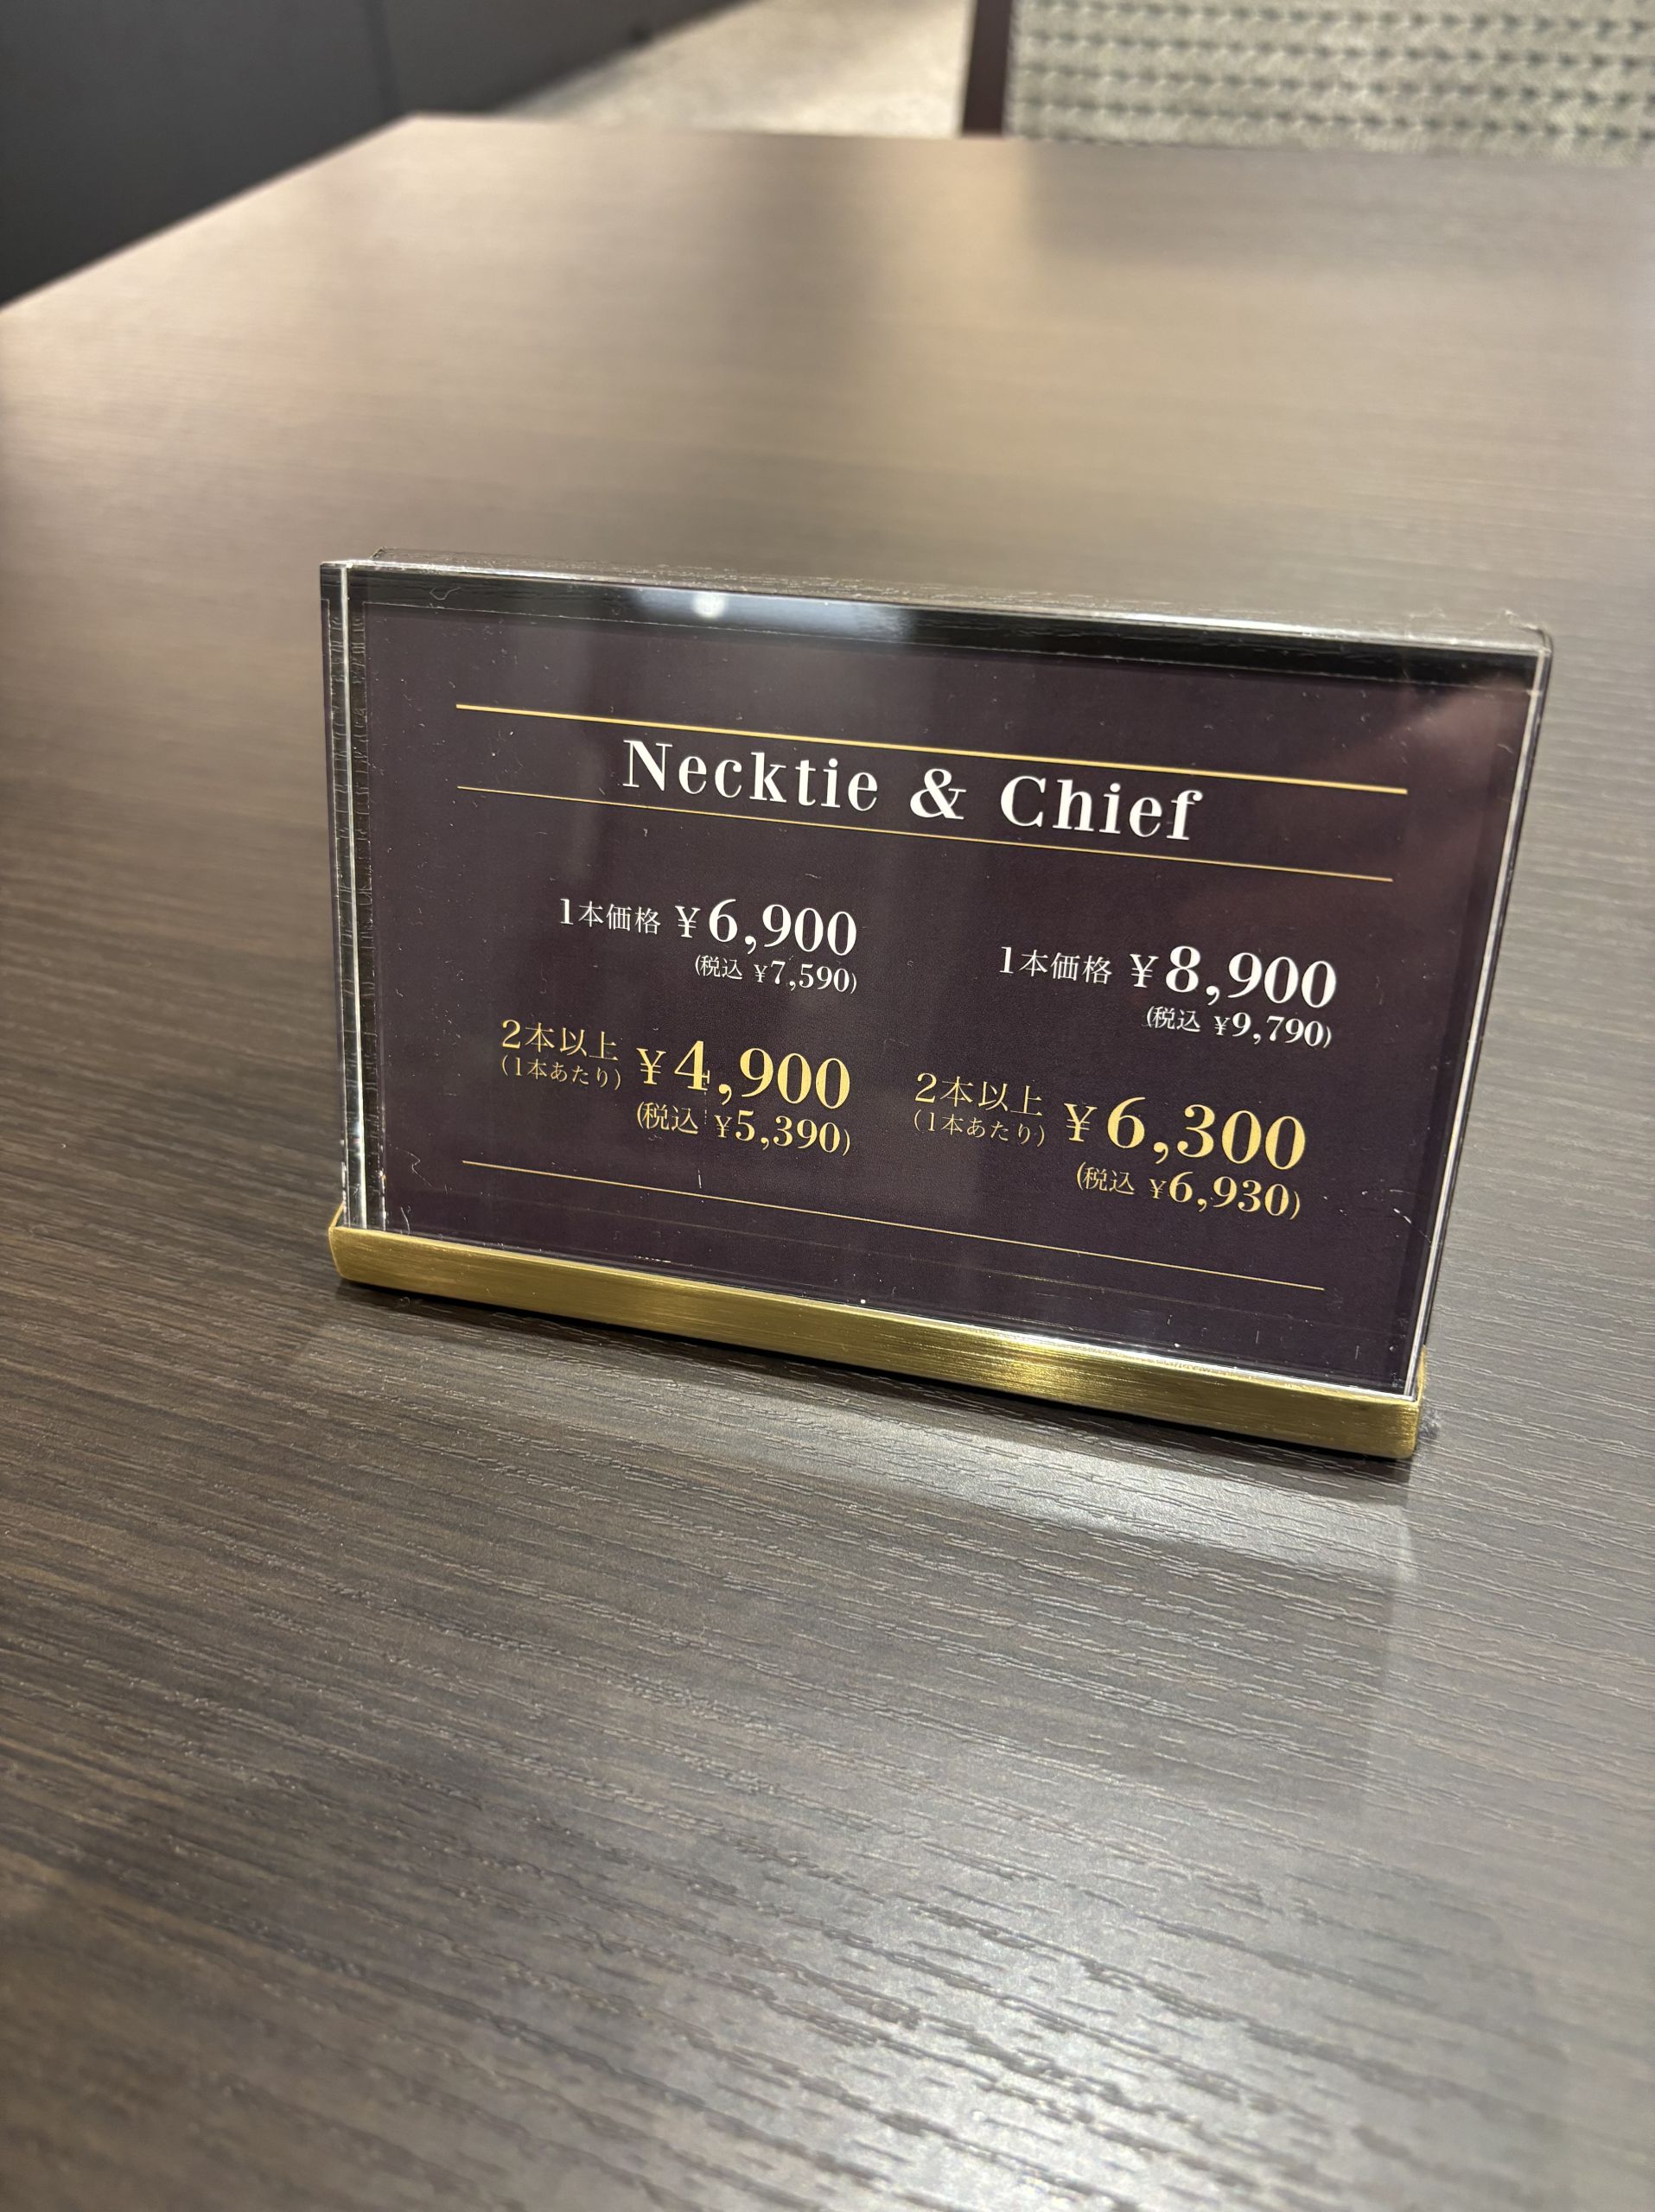 Necktie & Chief
1本価格 ¥6,900
(税込 ¥7,590)
2本以上
(1本あたり)
¥4,900
(税込 ¥5,390)
1本価格 ¥8,900
(税込 ¥9,790)
2本以上
(1本あたり)
¥6,300
(税込 ¥6,930)